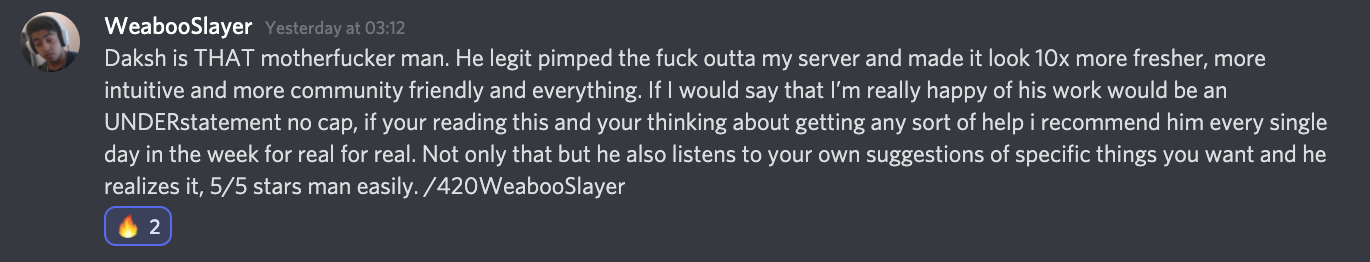 WeabooSlayer Yesterday at 03:12
Daksh is THAT motherfucker man. He legit pimped the fuck outta my server and made it look 10x more fresher, more
intuitive and more community friendly and everything. If I would say that I'm really happy of his work would be an
UNDERstatement no cap, if your reading this and your thinking about getting any sort of help i recommend him every single
day in the week for real for real. Not only that but he also listens to your own suggestions of specific things you want and he
realizes it, 5/5 stars man easily. /420WeabooSlayer
🔥 2